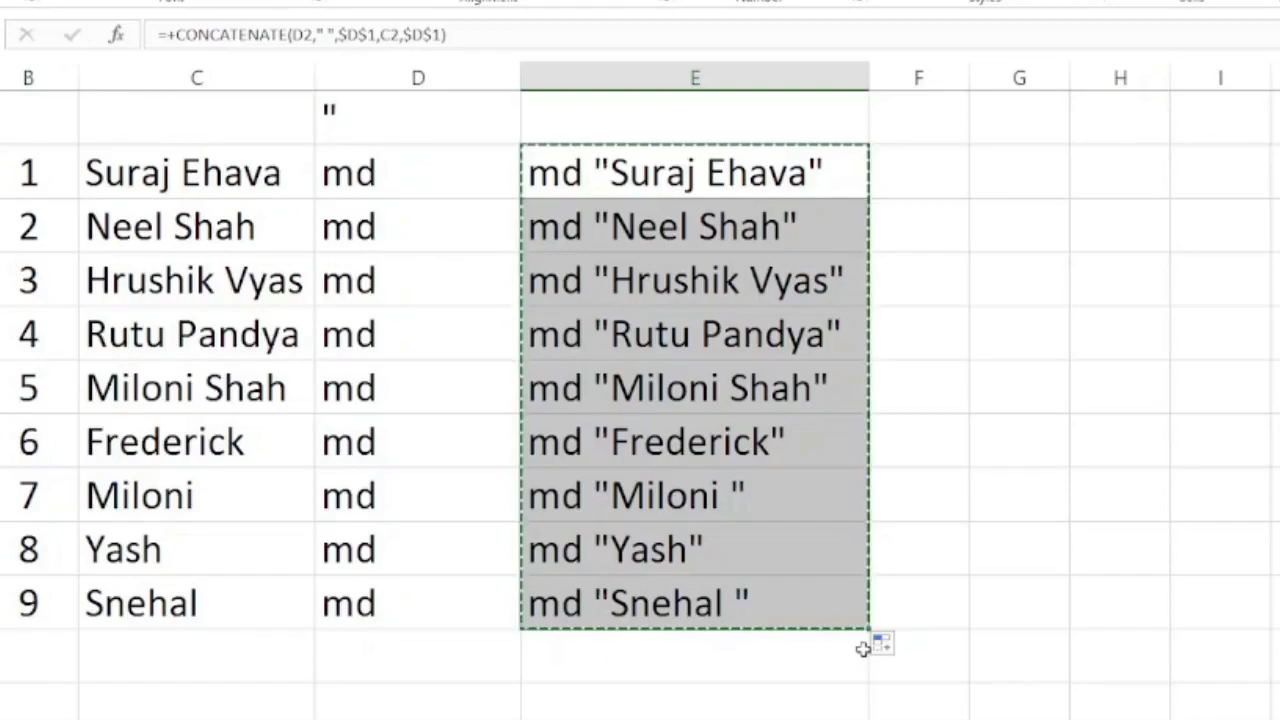 fx =+CONCATENATE(D2," ",$D$1,C2,$D$1)
B C D E F G H I
"
1 Suraj Ehava md md "Suraj Ehava"
2 Neel Shah md md "Neel Shah"
3 Hrushik Vyas md md "Hrushik Vyas"
4 Rutu Pandya md md "Rutu Pandya"
5 Miloni Shah md md "Miloni Shah"
6 Frederick md md "Frederick"
7 Miloni md md "Miloni "
8 Yash md md "Yash"
9 Snehal md md "Snehal "